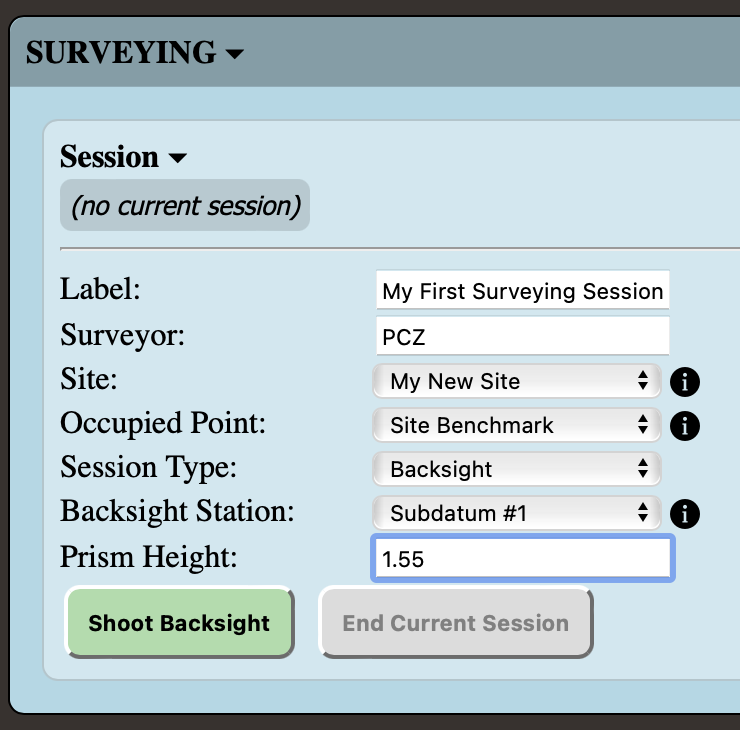 SURVEYING
Session
(no current session)
Label: My First Surveying Session
Surveyor: PCZ
Site: My New Site
Occupied Point: Site Benchmark
Session Type: Backsight
Backsight Station: Subdatum #1
Prism Height: 1.55
Shoot Backsight End Current Session